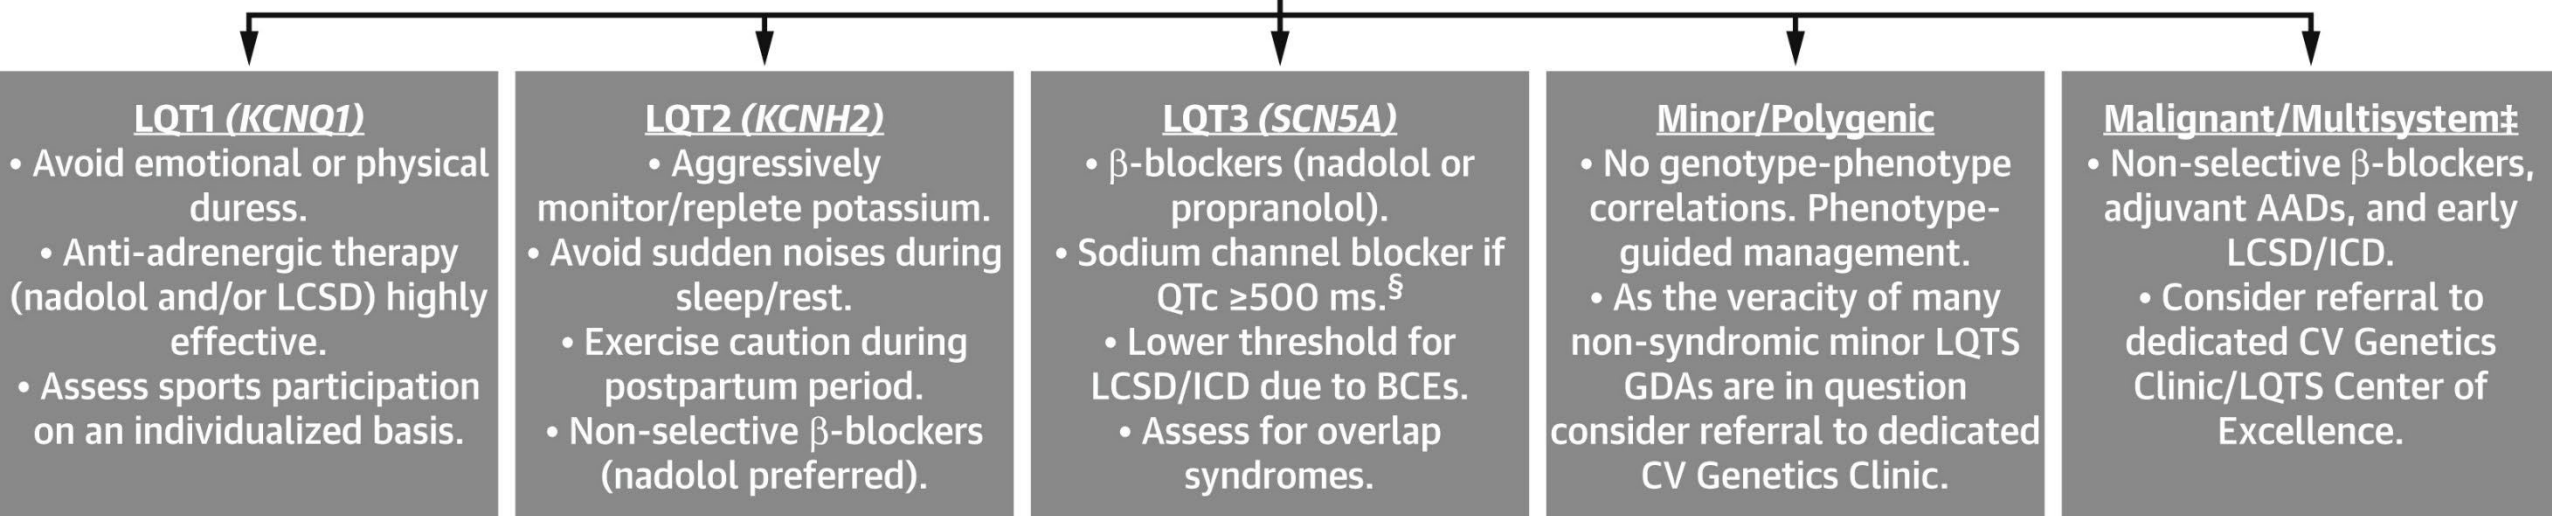 LQT1 (KCNQ1)
• Avoid emotional or physical
duress.
• Anti-adrenergic therapy
(nadolol and/or LCSD) highly
effective.
• Assess sports participation
on an individualized basis.
LQT2 (KCNH2)
• Aggressively
monitor/replete potassium.
• Avoid sudden noises during
sleep/rest.
• Exercise caution during
postpartum period.
• Non-selective β-blockers
(nadolol preferred).
LQT3 (SCN5A)
• β-blockers (nadolol or
propranolol).
• Sodium channel blocker if
QTc ≥500 ms.§
• Lower threshold for
LCSD/ICD due to BCEs.
• Assess for overlap
syndromes.
Minor/Polygenic
• No genotype-phenotype
correlations. Phenotype-
guided management.
• As the veracity of many
non-syndromic minor LQTS
GDAs are in question
consider referral to dedicated
CV Genetics Clinic.
Malignant/Multisystem‡
• Non-selective β-blockers,
adjuvant AADs, and early
LCSD/ICD.
• Consider referral to
dedicated CV Genetics
Clinic/LQTS Center of
Excellence.